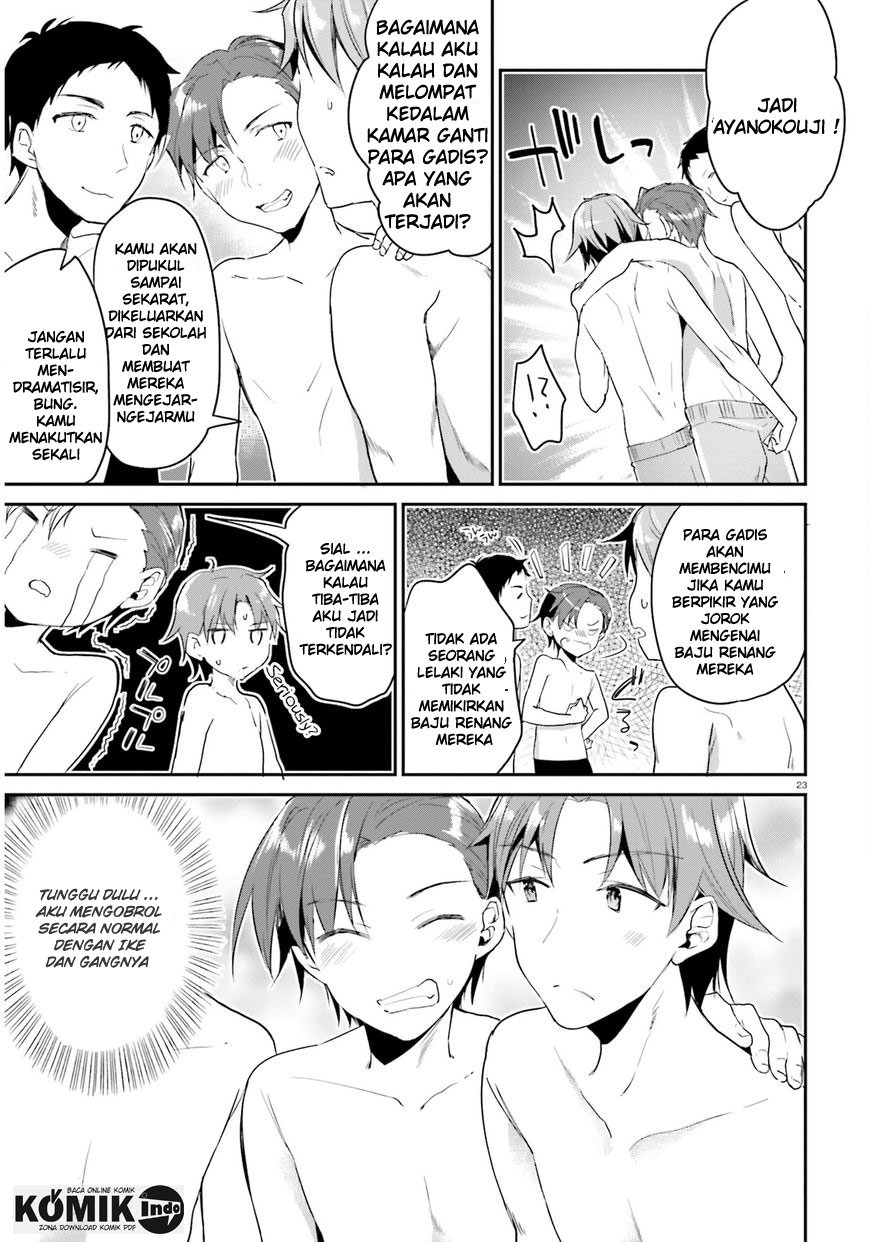 JADI
AYANOKOUJI !
ガしっ
!?
BAGAIMANA
KALAU AKU
KALAH DAN
MELOMPAT
KEDALAM
KAMAR GANTI
PARA GADIS?
APA YANG
AKAN
TERJADI?
KAMU AKAN
DIPUKUL
SAMPAI
SEKARAT,
DIKELUARKAN
DARI SEKOLAH
DAN
MEMBUAT
MEREKA
MENGEJAR-
NGEJARMU
JANGAN
TERLALU
MEN-
DRAMATISIR,
BUNG.
KAMU
MENAKUTKAN
SEKALI
PARA GADIS
AKAN
MEMBENCIMU
JIKA KAMU
BERPIKIR YANG
JOROK
MENGENAI
BAJU RENANG
MEREKA
TIDAK ADA
SEORANG
LELAKI YANG
TIDAK
MEMIKIRKAN
BAJU RENANG
MEREKA
SIAL ...
BAGAIMANA
KALAU
TIBA-TIBA
AKU JADI
TIDAK
TERKENDALI?
Seriously?
23
TUNGGU DULU ...
AKU MENGOBROL
SECARA NORMAL
DENGAN IKE
DAN GANGNYA
BACA ONLINE KOMIK
KOMIK Indo
ZONA DOWNLOAD KOMIK PDF